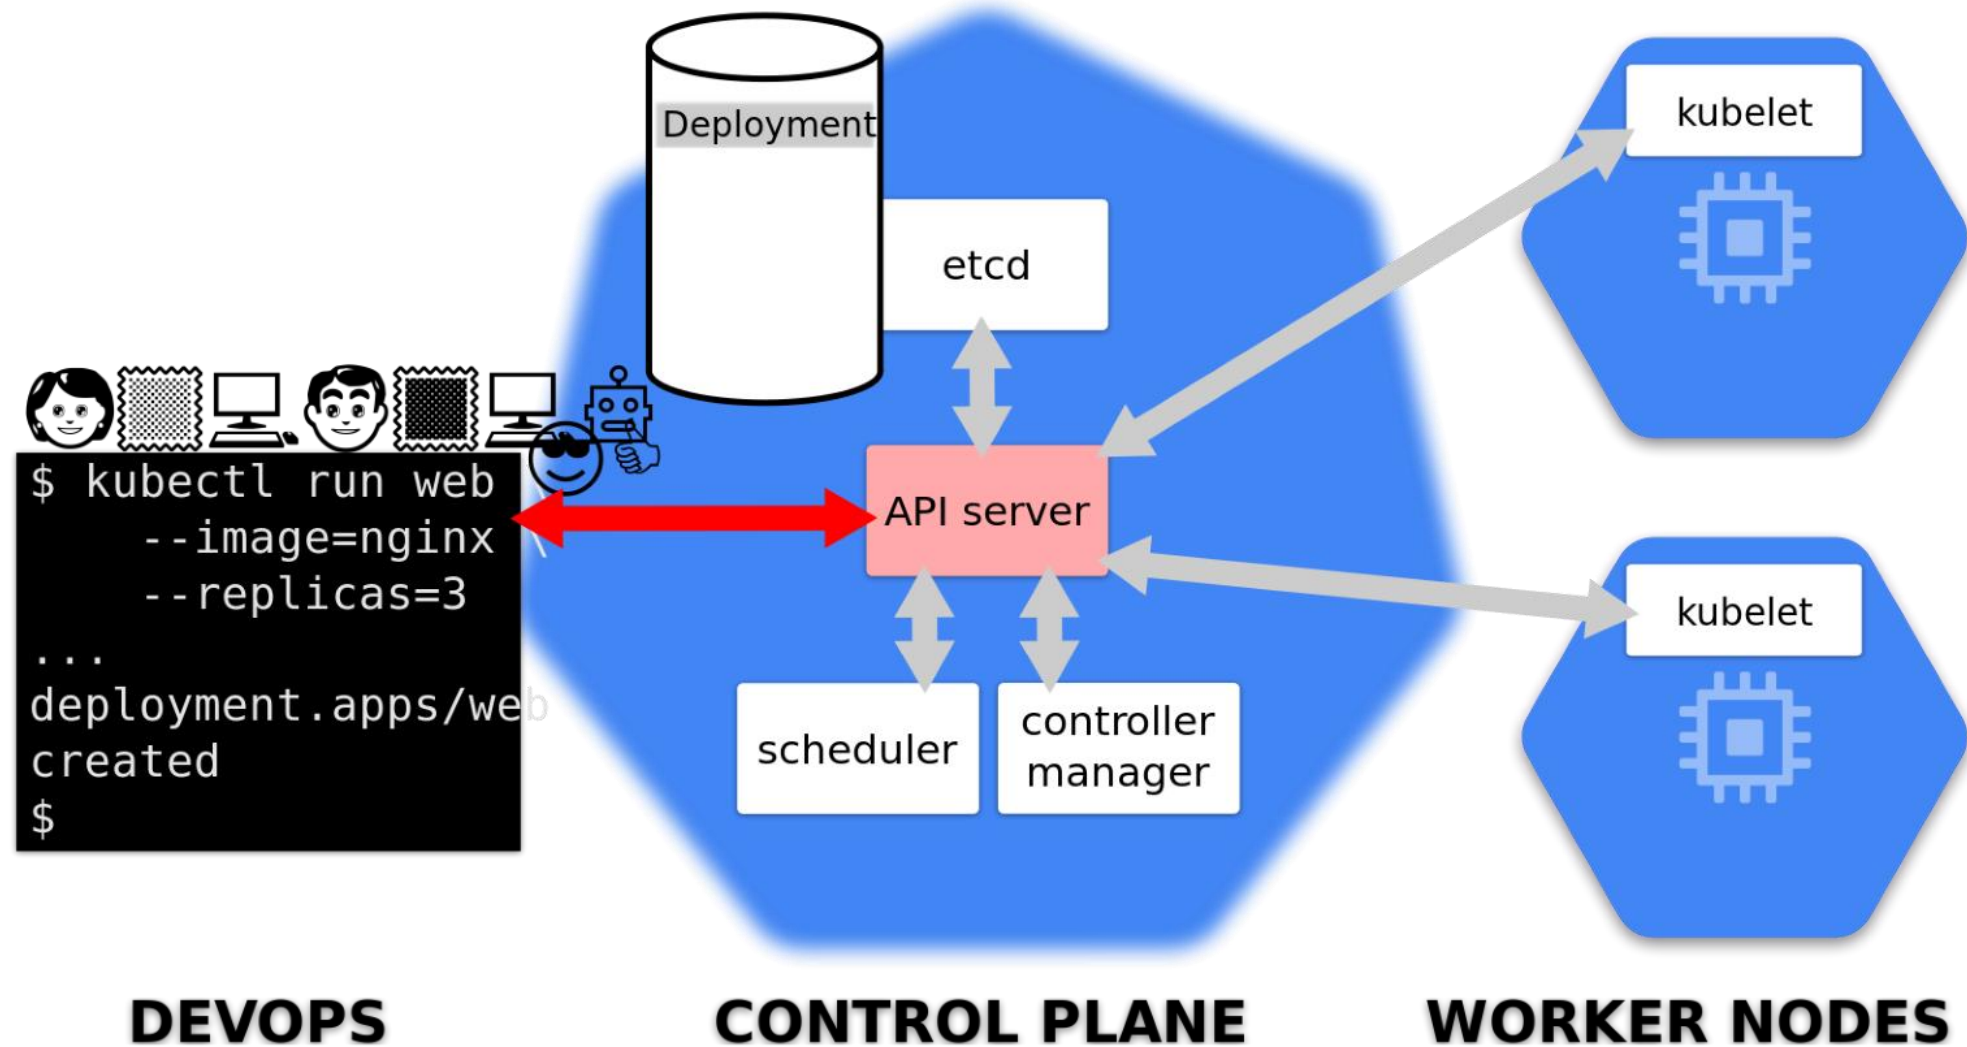 Deployment
kubelet
etcd
$ kubectl run web \
--image=nginx \
--replicas=3
...
deployment.apps/web
created
$
API server
kubelet
scheduler
controller
manager
DEVOPS
CONTROL PLANE
WORKER NODES